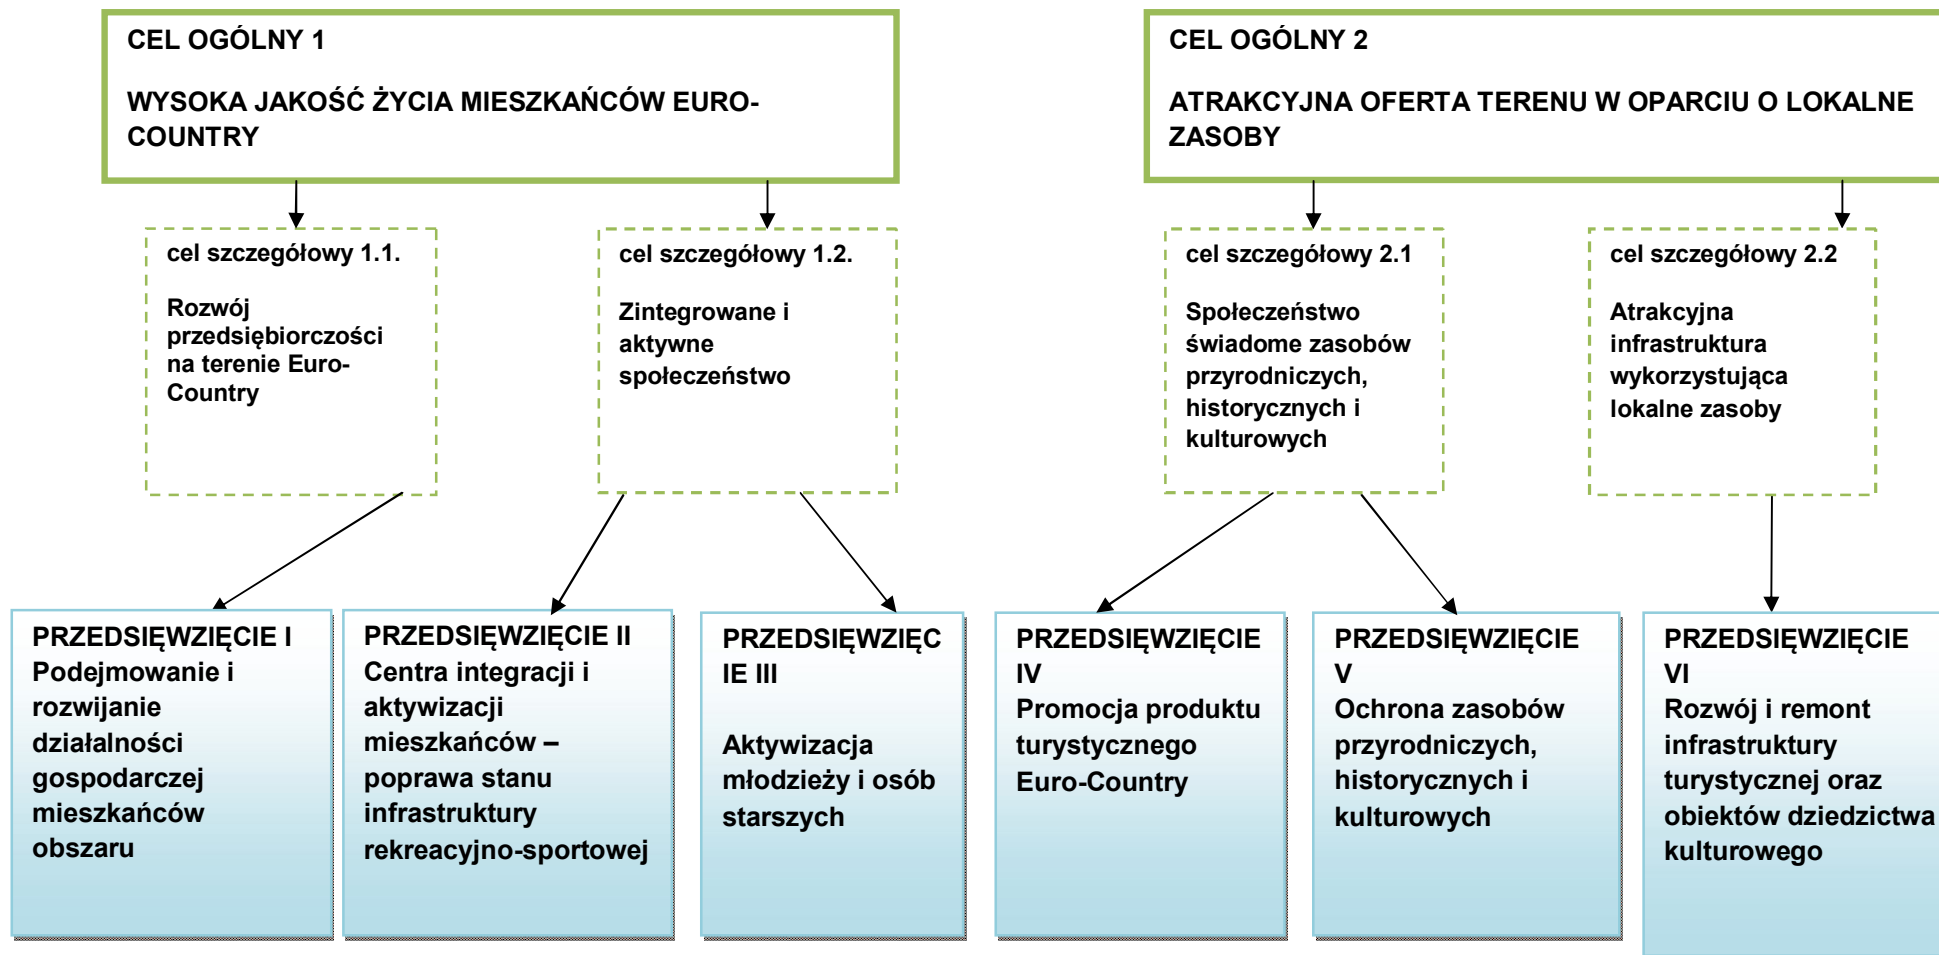 CEL OGÓLNY 1
WYSOKA JAKOŚĆ ŻYCIA MIESZKAŃCÓW EURO-
COUNTRY
CEL OGÓLNY 2
ATRAKCYJNA OFERTA TERENU W OPARCIU O LOKALNE
ZASOBY
cel szczegółowy 1.1.
Rozwój
przedsiębiorczości
na terenie Euro-
Country
cel szczegółowy 1.2.
Zintegrowane i
aktywne
społeczeństwo
cel szczegółowy 2.1
Społeczeństwo
świadome zasobów
przyrodniczych,
historycznych i
kulturowych
cel szczegółowy 2.2
Atrakcyjna
infrastruktura
wykorzystująca
lokalne zasoby
PRZEDSIĘWZIĘCIE I
Podejmowanie i
rozwijanie
działalności
gospodarczej
mieszkańców
obszaru
PRZEDSIĘWZIĘCIE II
Centra integracji i
aktywizacji
mieszkańców –
poprawa stanu
infrastruktury
rekreacyjno-sportowej
PRZEDSIĘWZIĘC
IE III
Aktywizacja
młodzieży i osób
starszych
PRZEDSIĘWZIĘCIE
IV
Promocja produktu
turystycznego
Euro-Country
PRZEDSIĘWZIĘCIE
V
Ochrona zasobów
przyrodniczych,
historycznych i
kulturowych
PRZEDSIĘWZIĘCIE
VI
Rozwój i remont
infrastruktury
turystycznej oraz
obiektów dziedzictwa
kulturowego